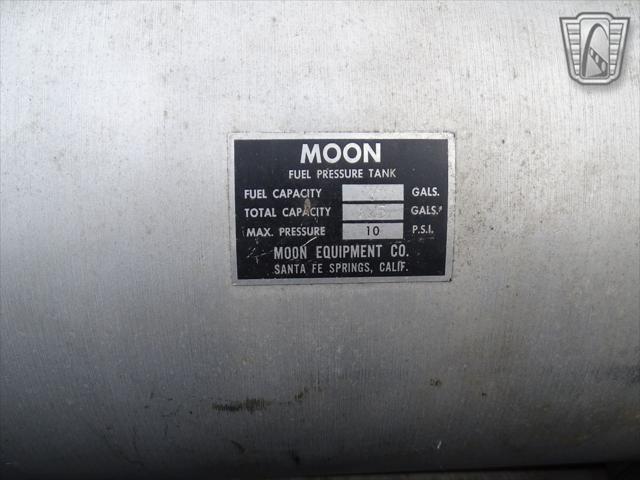 MOON
FUEL PRESSURE TANK
FUEL CAPACITY GALS.
TOTAL CAPACITY GALS.
MAX. PRESSURE 10 P.S.I.
MOON EQUIPMENT CO.
SANTA FE SPRINGS, CALIF.